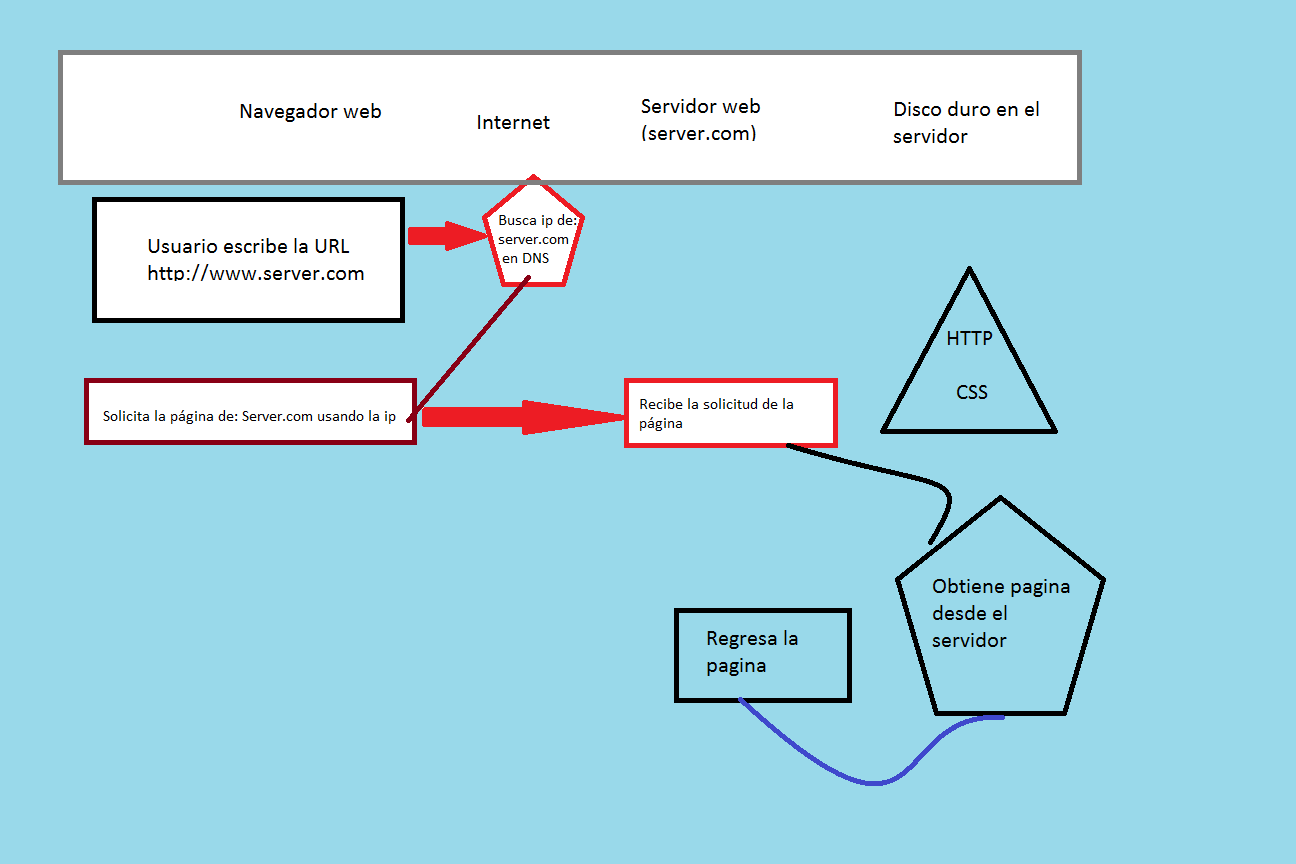 Navegador web
Internet
Servidor web
(server.com)
Disco duro en el
servidor
Usuario escribe la URL
http://www.server.com
Busca ip de:
server.com
en DNS
HTTP
CSS
Solicita la página de: Server.com usando la ip
Recibe la solicitud de la
página
Obtiene pagina
desde el
servidor
Regresa la
pagina